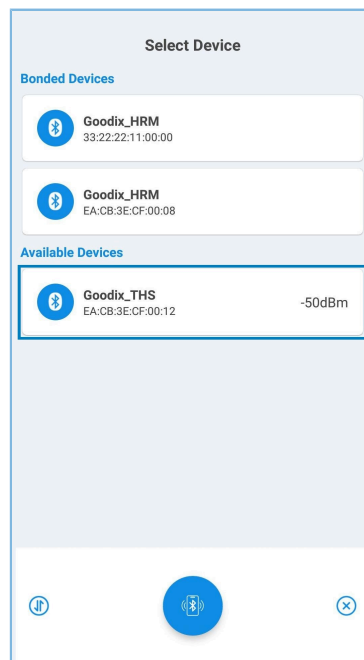 Select Device
Bonded Devices
Goodix_HRM
33:22:22:11:00:00
Goodix_HRM
EA:CB:3E:CF:00:08
Available Devices
Goodix_THS
-50dBm
EA:CB:3E:CF:00:12